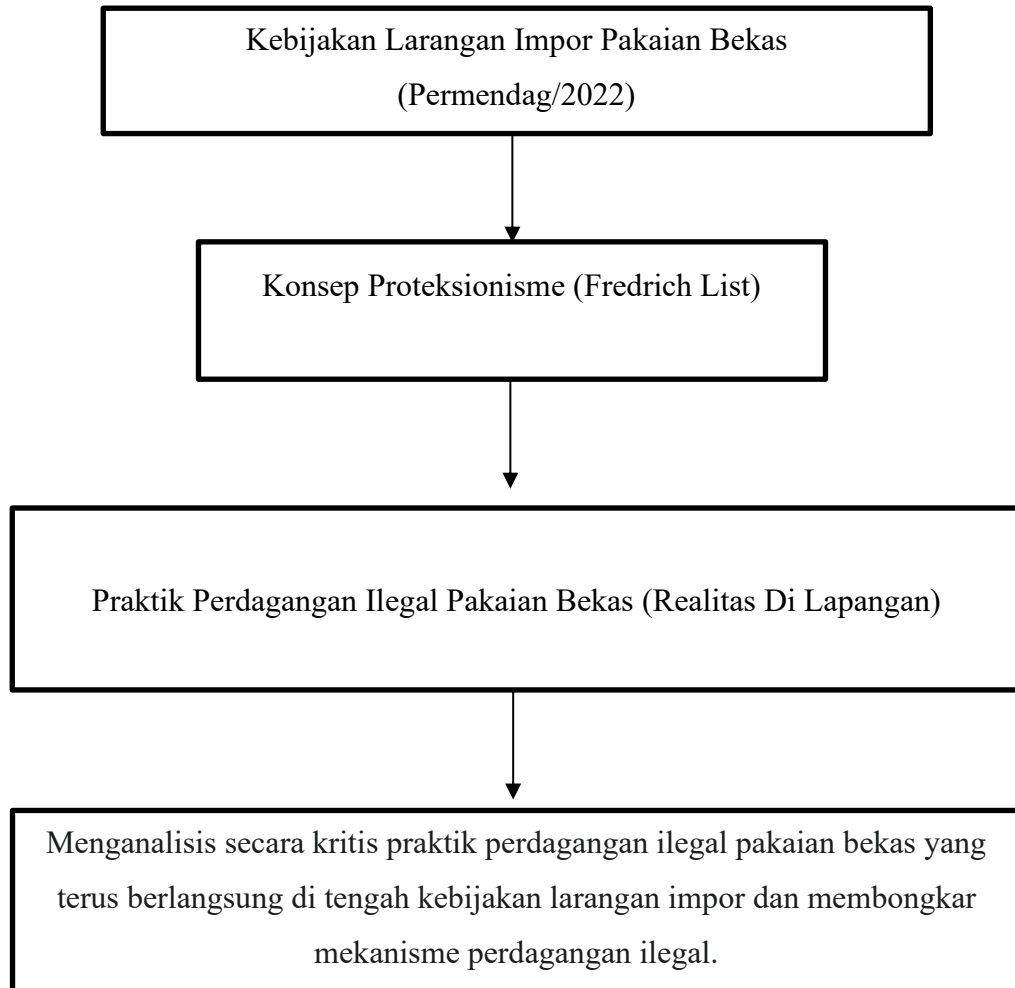 Kebijakan Larangan Impor Pakaian Bekas
(Permendag/2022)
Konsep Proteksionisme (Fredrich List)
Praktik Perdagangan Ilegal Pakaian Bekas (Realitas Di Lapangan)
Menganalisis secara kritis praktik perdagangan ilegal pakaian bekas yang
terus berlangsung di tengah kebijakan larangan impor dan membongkar
mekanisme perdagangan ilegal.